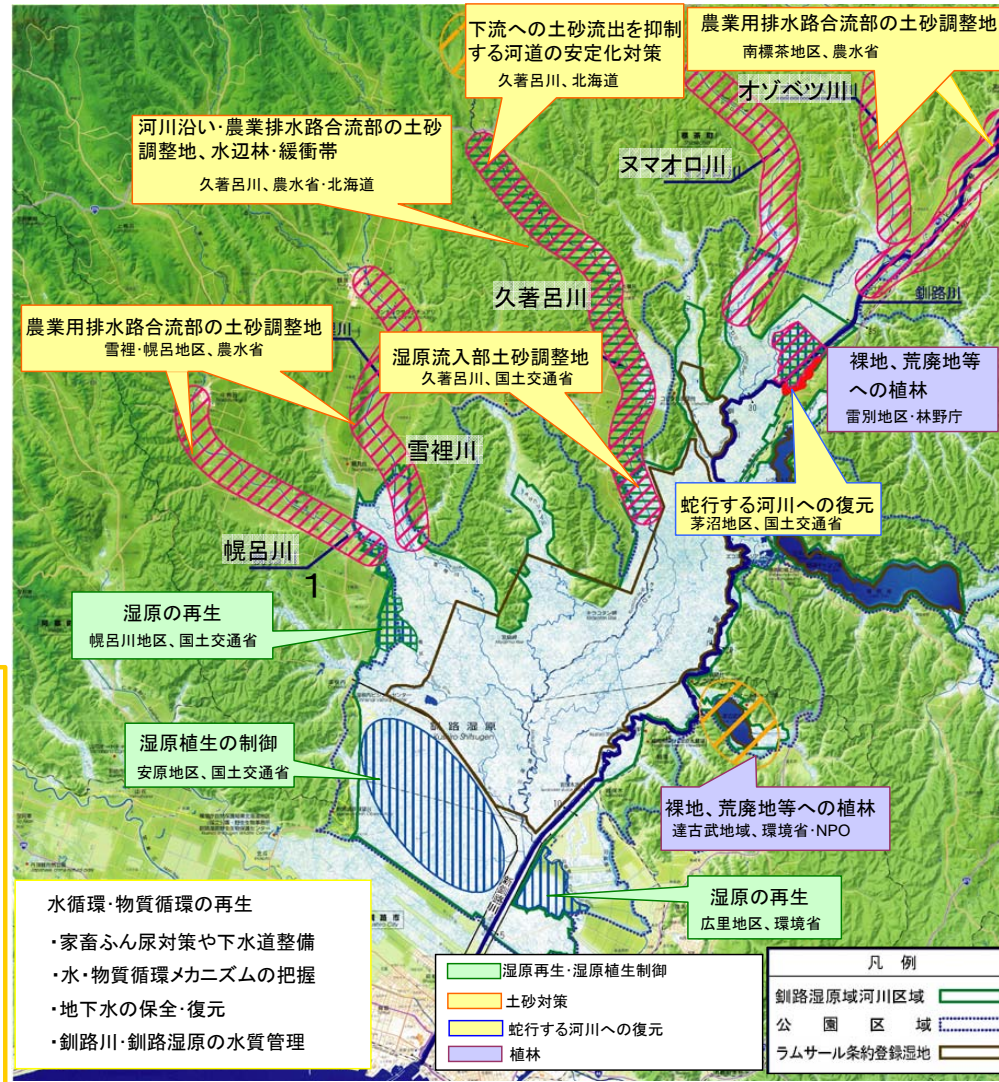 下流への土砂流出を抑制
する河道の安定化対策
久著呂川、北海道
農業用排水路合流部の土砂調整地
南標茶地区、農水省
オソベツ川
ヌマオロ川
河川沿い・農業排水路合流部の土砂
調整地、水辺林・緩衝帯
久著呂川、農水省・北海道
久著呂川
釧路川
農業用排水路合流部の土砂調整地
雪裡・幌呂地区、農水省
湿原流入部土砂調整地
久著呂川、国土交通省
裸地、荒廃地等
への植林
雷別地区・林野庁
雪裡川
蛇行する河川への復元
茅沼地区、国土交通省
幌呂川
1
湿原の再生
幌呂川地区、国土交通省
釧路湿原
Kushiro Shitsugen
湿原植生の制御
安原地区、国土交通省
裸地、荒廃地等への植林
達古武地域、環境省・NPO
新釧路川
湿原の再生
広里地区、環境省
水循環・物質循環の再生
・家畜ふん尿対策や下水道整備
・水・物質循環メカニズムの把握
・地下水の保全・復元
・釧路川・釧路湿原の水質管理
湿原再生・湿原植生制御
土砂対策
蛇行する河川への復元
植林
凡例
釧路湿原域河川区域
公園区域
ラムサール条約登録湿地